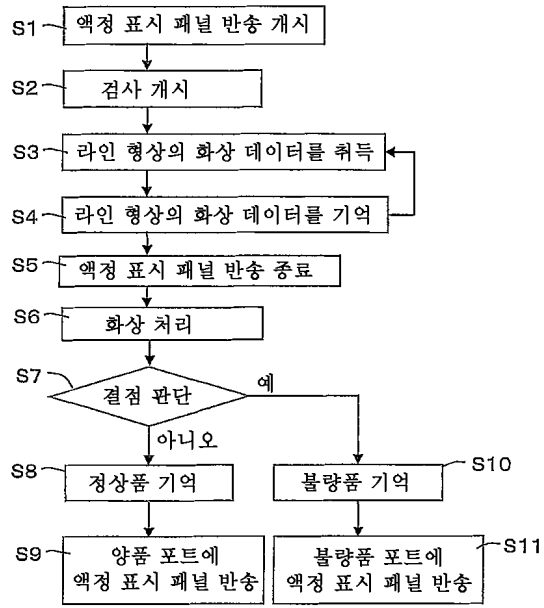 S1
액정 표시 패널 반송 개시
S2
검사 개시
S3
라인 형상의 화상 데이터를 취득
S4
라인 형상의 화상 데이터를 기억
S5
액정 표시 패널 반송 종료
S6
화상 처리
S7
결점 판단
예
아니오
S8
정상품 기억
불량품 기억
S10
S9
양품 포트에
액정 표시 패널 반송
불량품 포트에
액정 표시 패널 반송
S11